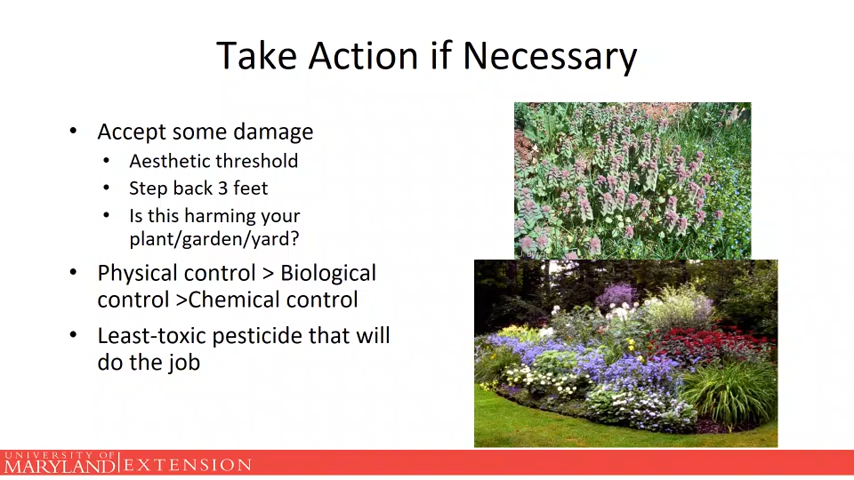 Take Action if Necessary
• Accept some damage
• Aesthetic threshold
• Step back 3 feet
• Is this harming your
plant/garden/yard?
• Physical control > Biological
control >Chemical control
• Least-toxic pesticide that will
do the job
UNIVERSITY OF
MARYLAND EXTENSION